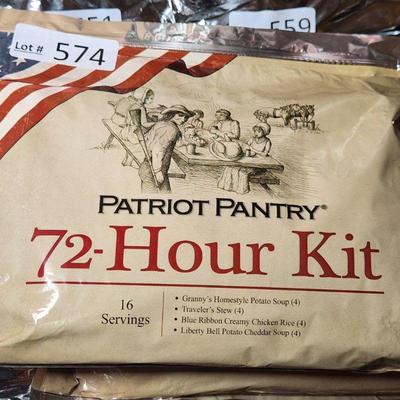 Lot # 574
559
PATRIOT PANTRY®
72-Hour Kit
16
Servings
• Granny's Homestyle Potato Soup (4)
• Traveler's Stew (4)
• Blue Ribbon Creamy Chicken Rice (4)
• Liberty Bell Potato Cheddar Soup (4)